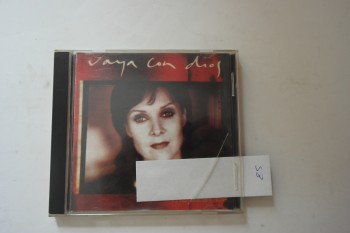 vaya con dios